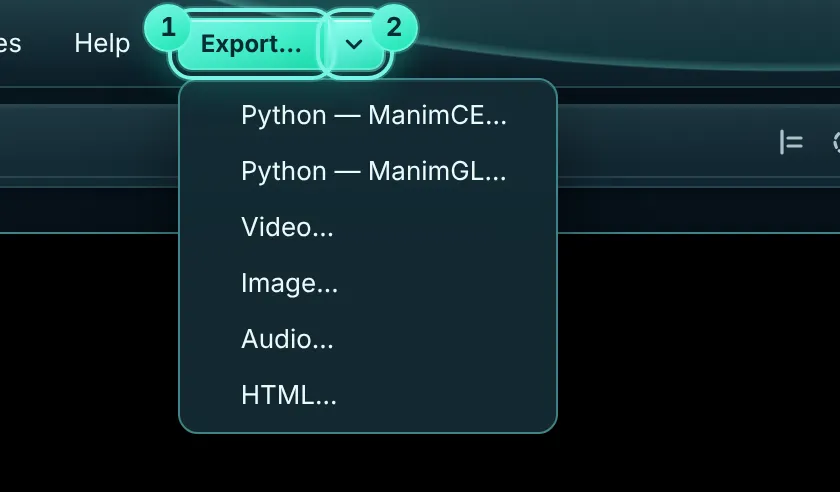 es Help 1 Export... 2
Python — ManimCE...
Python — ManimGL...
Video...
Image...
Audio...
HTML...